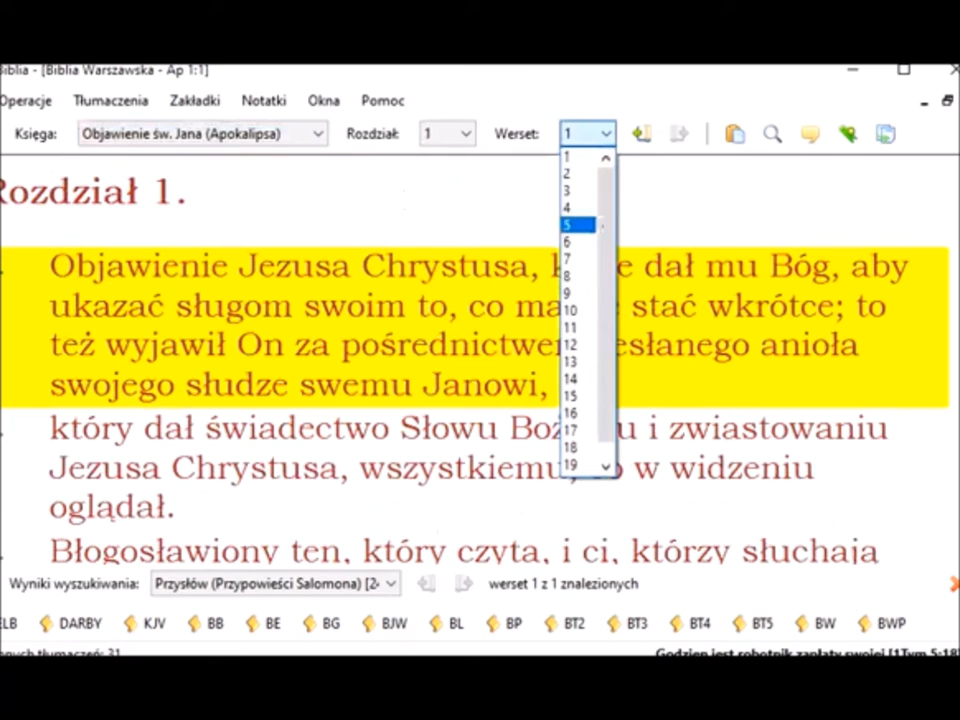 Biblia - [Biblia Warszawska - Ap 1:1]
Operacje Tłumaczenia Zakładki Notatki Okna Pomoc
Księga: Objawienie św. Jana (Apokalipsa) Rozdział: 1 Werset: 1
1
2
3
4
5
6
7
8
9
10
11
12
13
14
15
16
17
18
19
Rozdział 1.
Objawienie Jezusa Chrystusa, dał mu Bóg, aby
ukazać sługom swoim to, co stać wkrótce; to
też wyjawił On za
anioła
swojego słudze swemu Janowi,
który dał świadectwo Słowu i zwiastowaniu
Jezusa Chrystusa, wszystkiemu, w widzeniu
oglądał.
Błogosławiony ten, który czyta, i ci, którzy słuchają
Wyniki wyszukiwania: Przysłów (Przypowieści Salomona) [2 werset 1 z 1 znalezionych
ELB DARBY KJV BB BE BG BJW BL BP BT2 BT3 BT4 BT5 BW BWP
tłumaczeń: 31 Godzien jest robotnik zapłaty swojej [1Tym 5:18]